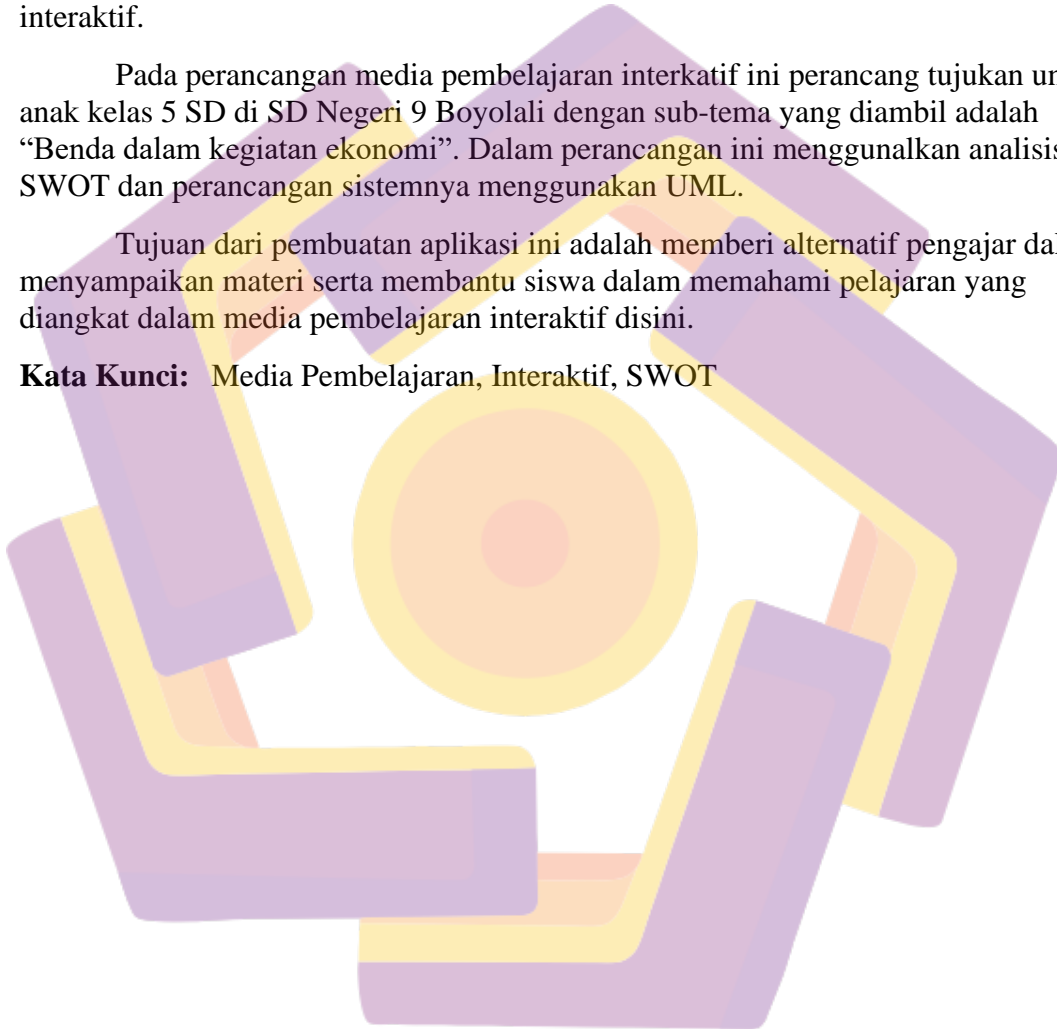 interaktif.
Pada perancangan media pembelajaran interkatif ini perancang tujukan un
anak kelas 5 SD di SD Negeri 9 Boyolali dengan sub-tema yang diambil adalah
“Benda dalam kegiatan ekonomi”. Dalam perancangan ini menggunalkan analisis
SWOT dan perancangan sistemnya menggunakan UML.
Tujuan dari pembuatan aplikasi ini adalah memberi alternatif pengajar dal
menyampaikan materi serta membantu siswa dalam memahami pelajaran yang
diangkat dalam media pembelajaran interaktif disini.
Kata Kunci: Media Pembelajaran, Interaktif, SWOT